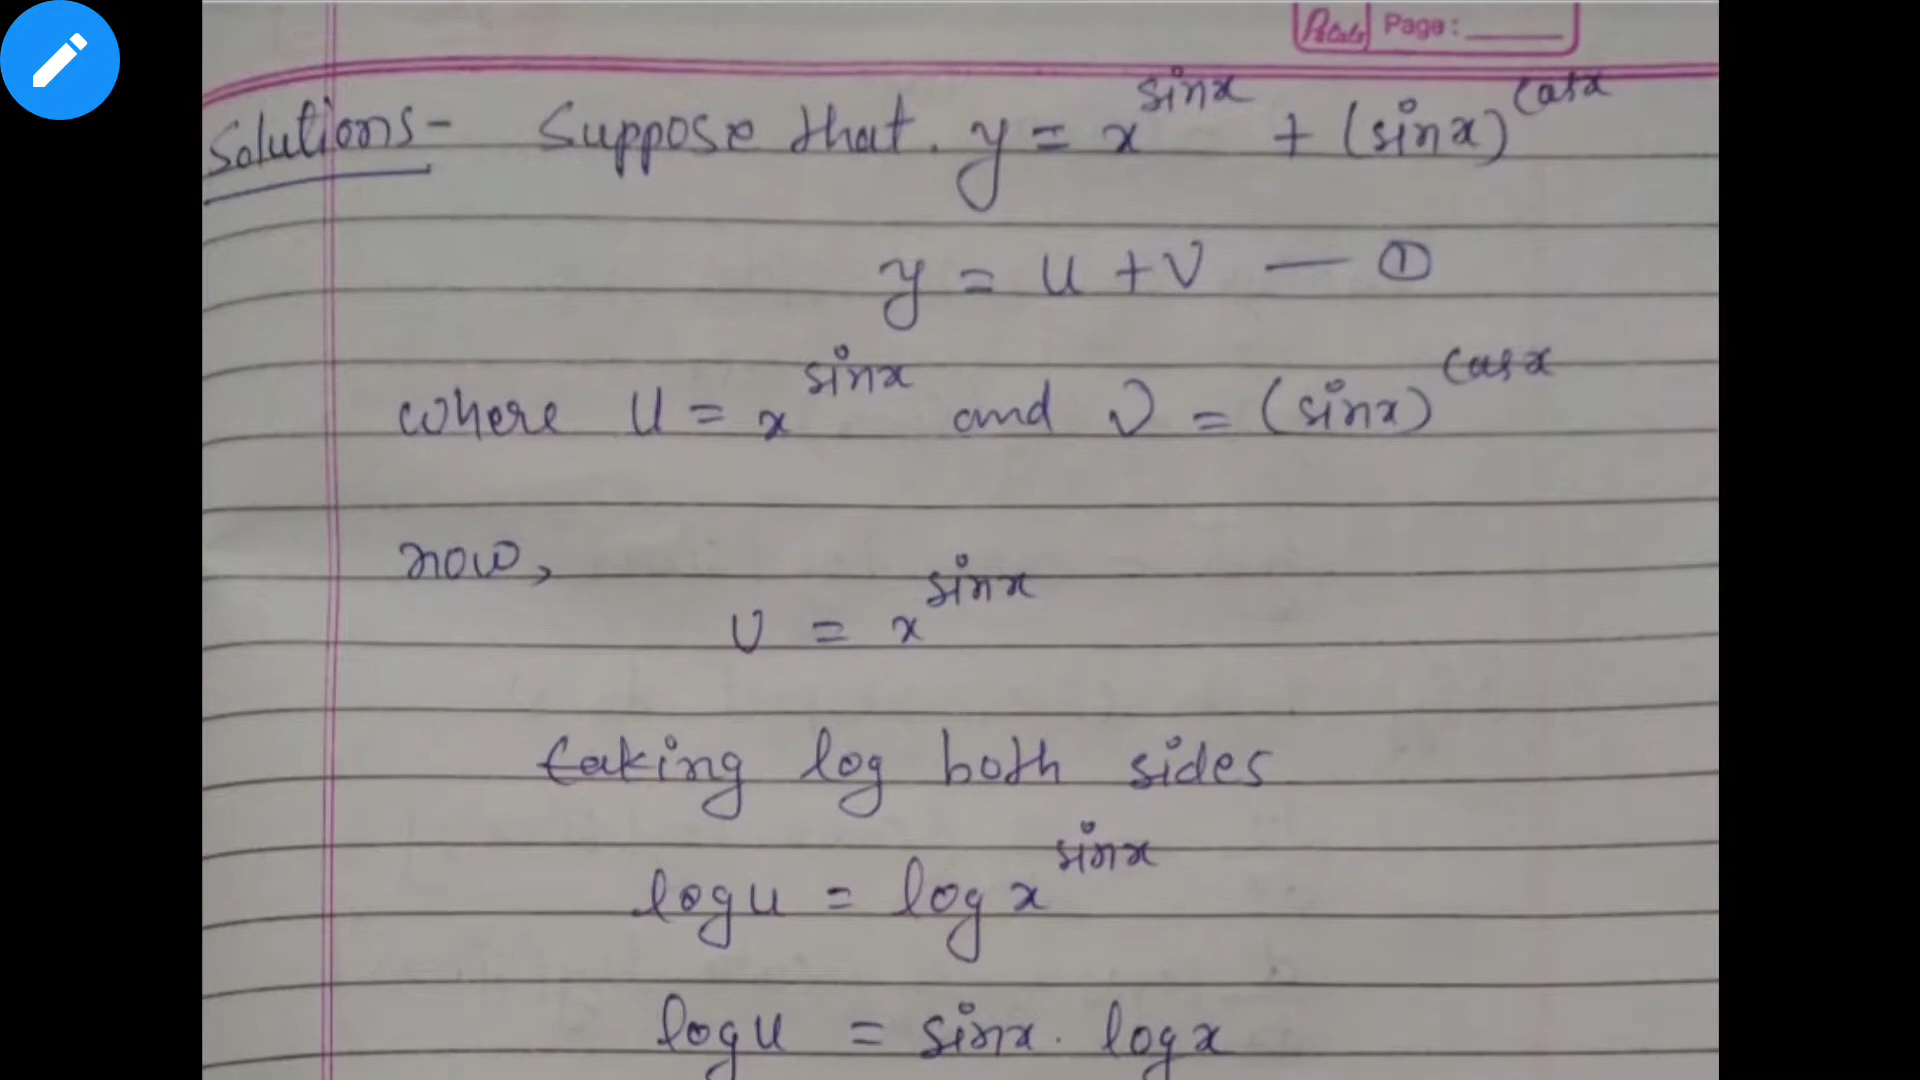 Page :
Solutions- Suppose that. y = x^sinx + (sinx)^cosx
y = u + v — ①
where u = x^sinx and v = (sinx)^cosx
now,
u = x^sinx
taking log both sides
log u = log x^sinx
log u = sinx. log x